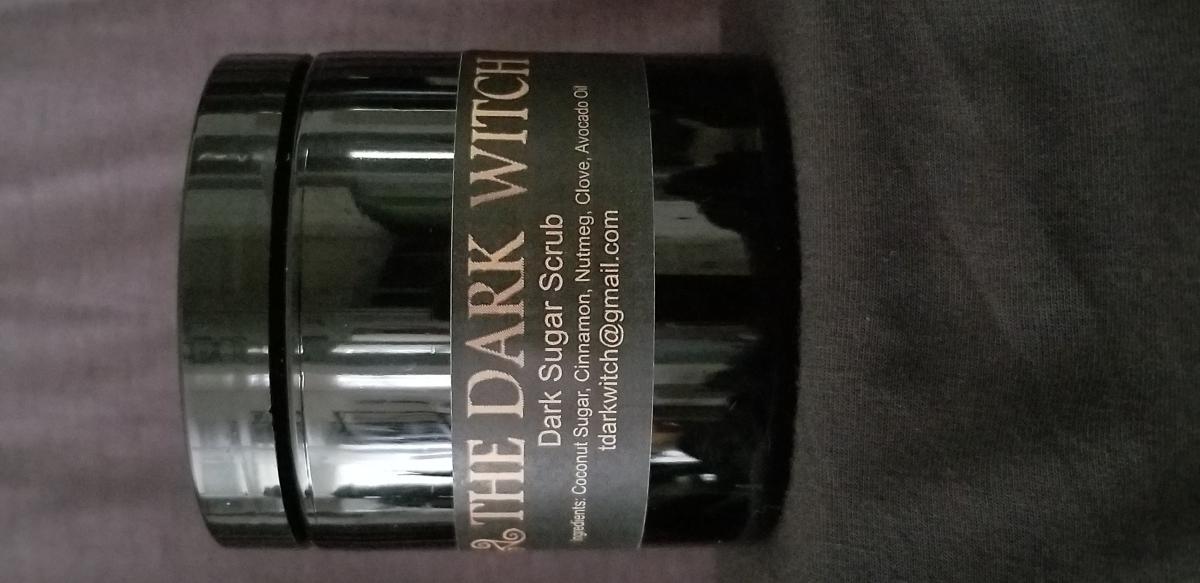 THE DARK WITCH
Dark Sugar Scrub
Ingredients: Coconut Sugar, Cinnamon, Nutmeg, Clove, Avocado Oil
tdarkwitch@gmail.com